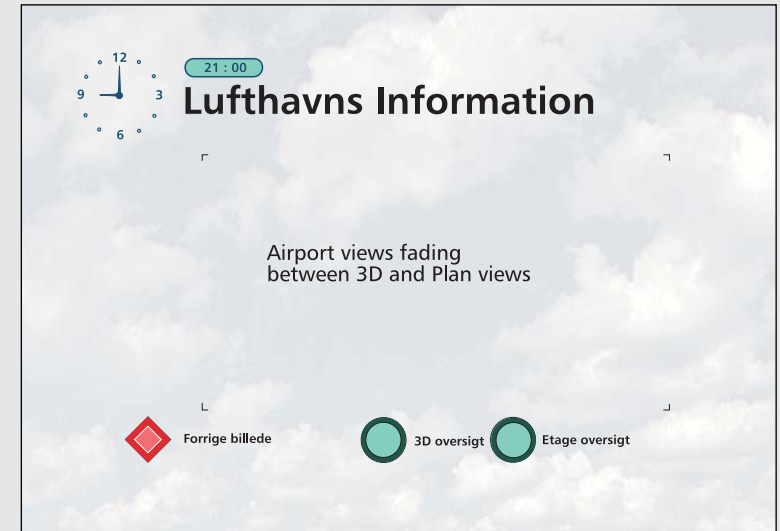 12
9
3
6
21 : 00
Lufthavns Information
Airport views fading
between 3D and Plan views
Forrige billede
3D oversigt
Etage oversigt